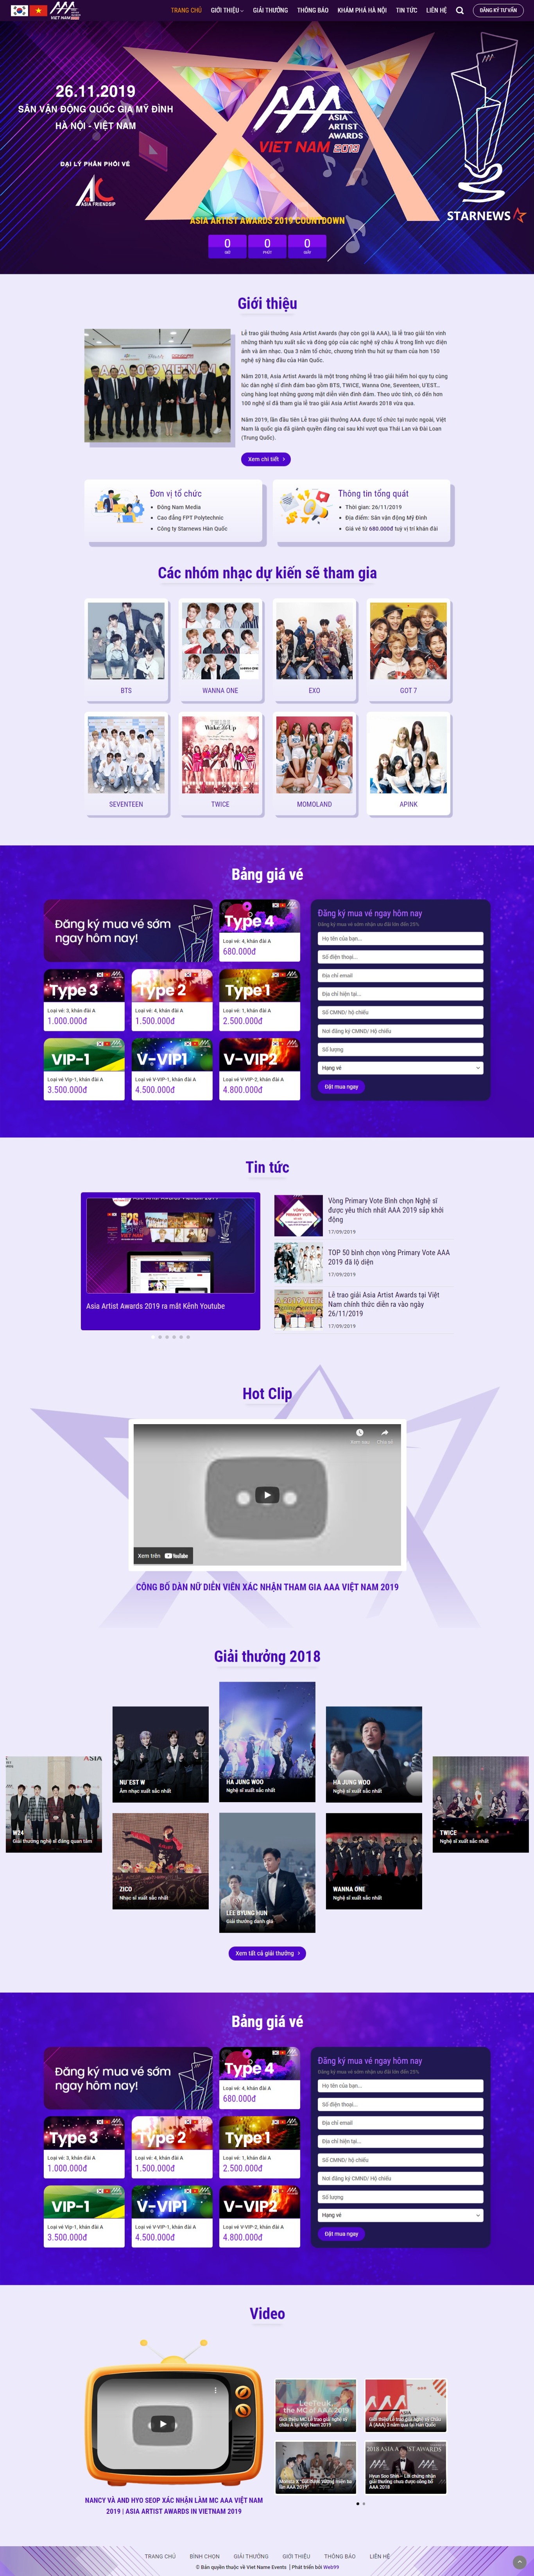 TRANG CHỦ GIỚI THIỆU GIẢI THƯỞNG THÔNG BÁO KHÁM PHÁ HÀ NỘI TIN TỨC LIÊN HỆ ĐĂNG KÝ TƯ VẤN
26.11.2019
SÂN VẬN ĐỘNG QUỐC GIA MỸ ĐÌNH
HÀ NỘI - VIỆT NAM
ĐẠI LÝ PHÂN PHỐI VÉ
ASIA FRIENDSIP
AAA ASIA ARTIST AWARDS
VIET NAM 2019
STARNEWS
ASIA ARTIST AWARDS 2019 COUNTDOWN
0 0 0
GIỜ PHÚT GIÂY
Giới thiệu
Lễ trao giải thưởng Asia Artist Awards (hay còn gọi là AAA), là lễ trao giải tôn vinh
những thành tựu xuất sắc và đóng góp của các nghệ sỹ châu Á trong lĩnh vực điện
ảnh và âm nhạc. Qua 3 năm tổ chức, chương trình thu hút sự tham của hơn 150
nghệ sỹ hàng đầu của Hàn Quốc.
Năm 2018, Asia Artist Awards là một trong những lễ trao giải hiếm hoi quy tụ cùng
lúc dàn nghệ sĩ đình đám bao gồm BTS, TWICE, Wanna One, Seventeen, U'EST...
cùng hàng loạt những gương mặt diễn viên đình đám. Theo ước tính, có đến hơn
100 nghệ sĩ đã tham gia lễ trao giải Asia Artist Awards 2018 vừa qua.
Năm 2019, lần đầu tiên Lễ trao giải thưởng AAA được tổ chức tại nước ngoài, Việt
Nam là quốc gia đã giành quyền đăng cai sau khi vượt qua Thái Lan và Đài Loan
(Trung Quốc).
Xem chi tiết
Đơn vị tổ chức
Đông Nam Media
Cao đẳng FPT Polytechnic
Công ty Starnews Hàn Quốc
Thông tin tổng quát
Thời gian: 26/11/2019
Địa điểm: Sân vận động Mỹ Đình
Giá vé từ 680.000đ tuỳ vị trí khán đài
Các nhóm nhạc dự kiến sẽ tham gia
BTS
WANNA ONE
EXO
GOT 7
SEVENTEEN
TWICE
MOMOLAND
APINK
Bảng giá vé
Đăng ký mua vé sớm
ngay hôm nay!
Type 4
Loại vé: 4, khán đài A
680.000đ
Type 3
Loại vé: 3, khán đài A
1.000.000đ
Type 2
Loại vé: 4, khán đài A
1.500.000đ
Type 1
Loại vé: 1, khán đài A
2.500.000đ
VIP-1
Loại vé Vip-1, khán đài A
3.500.000đ
V-VIP1
Loại vé V-VIP-1, khán đài A
4.500.000đ
V-VIP2
Loại vé V-VIP-2, khán đài A
4.800.000đ
Đăng ký mua vé ngay hôm nay
Đăng ký mua vé sớm nhận ưu đãi lên đến 25%
Họ tên của bạn...
Số điện thoại...
Địa chỉ email
Địa chỉ hiện tại...
Số CMND/ hộ chiếu
Nơi đăng ký CMND/ Hộ chiếu
Số lượng
Hạng vé
Đặt mua ngay
Tin tức
Asia Artist Awards 2019 ra mắt Kênh Youtube
Vòng Primary Vote Bình chọn Nghệ sĩ
được yêu thích nhất AAA 2019 sắp khởi
động
17/09/2019
TOP 50 bình chọn vòng Primary Vote AAA
2019 đã lộ diện
17/09/2019
Lễ trao giải Asia Artist Awards tại Việt
Nam chính thức diễn ra vào ngày
26/11/2019
17/09/2019
Hot Clip
Xem sau Chia sẻ
Xem trên YouTube
CÔNG BỐ DÀN NỮ DIỄN VIÊN XÁC NHẬN THAM GIA AAA VIỆT NAM 2019
Giải thưởng 2018
W24
Giải thưởng nghệ sĩ đáng quan tâm
NU'EST W
Âm nhạc xuất sắc nhất
HA JUNG WOO
Nghệ sĩ xuất sắc nhất
HA JUNG WOO
Nghệ sĩ xuất sắc nhất
TWICE
Nghệ sĩ xuất sắc nhất
ZICO
Nhạc sĩ xuất sắc nhất
LEE BYUNG HUN
Giải thưởng danh giá
WANNA ONE
Nghệ sĩ xuất sắc nhất
Xem tất cả giải thưởng
Bảng giá vé
Đăng ký mua vé sớm
ngay hôm nay!
Type 4
Loại vé: 4, khán đài A
680.000đ
Type 3
Loại vé: 3, khán đài A
1.000.000đ
Type 2
Loại vé: 4, khán đài A
1.500.000đ
Type 1
Loại vé: 1, khán đài A
2.500.000đ
VIP-1
Loại vé Vip-1, khán đài A
3.500.000đ
V-VIP1
Loại vé V-VIP-1, khán đài A
4.500.000đ
V-VIP2
Loại vé V-VIP-2, khán đài A
4.800.000đ
Đăng ký mua vé ngay hôm nay
Đăng ký mua vé sớm nhận ưu đãi lên đến 25%
Họ tên của bạn...
Số điện thoại...
Địa chỉ email
Địa chỉ hiện tại...
Số CMND/ hộ chiếu
Nơi đăng ký CMND/ Hộ chiếu
Số lượng
Hạng vé
Đặt mua ngay
Video
NANCY VÀ AND HYO SEOP XÁC NHẬN LÀM MC AAA VIỆT NAM
2019 | ASIA ARTIST AWARDS IN VIETNAM 2019
Giới thiệu MC Lễ trao giải nghệ sỹ
châu Á tại Việt Nam 2019
Giới thiệu Lễ trao giải nghệ sỹ Châu
Á (AAA) 3 năm qua tại Hàn Quốc
Hyun Soo Shin – Lời chứng nhận
giải thưởng chưa được công bố
AAA 2018
TRANG CHỦ BÌNH CHỌN GIẢI THƯỞNG GIỚI THIỆU THÔNG BÁO LIÊN HỆ
© Bản quyền thuộc về Viet Name Events | Phát triển bởi Web99